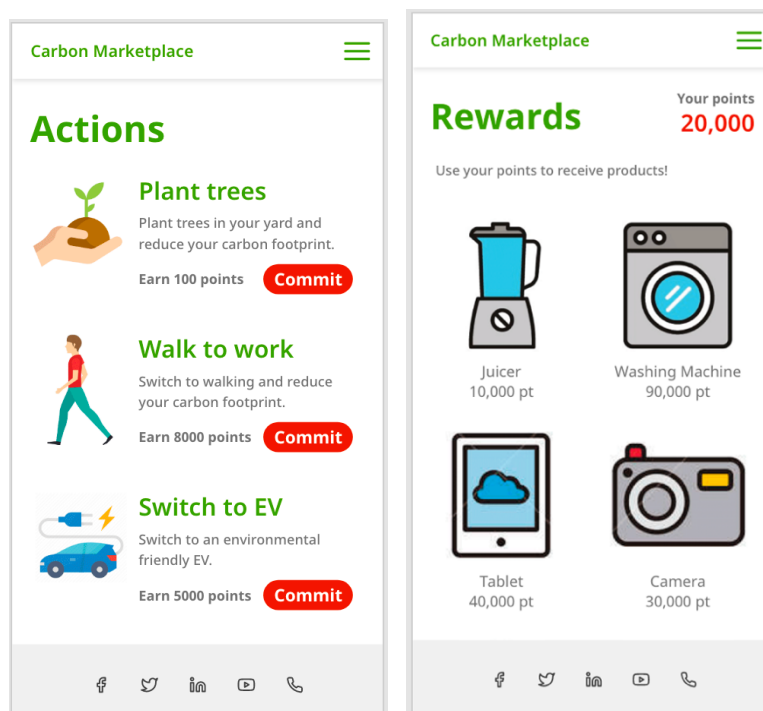 Carbon Marketplace
Actions
Plant trees
Plant trees in your yard and
reduce your carbon footprint.
Earn 100 points
Commit
Walk to work
Switch to walking and reduce
your carbon footprint.
Earn 8000 points
Commit
Switch to EV
Switch to an environmental
friendly EV.
Earn 5000 points
Commit
Carbon Marketplace
Rewards
Your points
20,000
Use your points to receive products!
Juicer
10,000 pt
Washing Machine
90,000 pt
Tablet
40,000 pt
Camera
30,000 pt